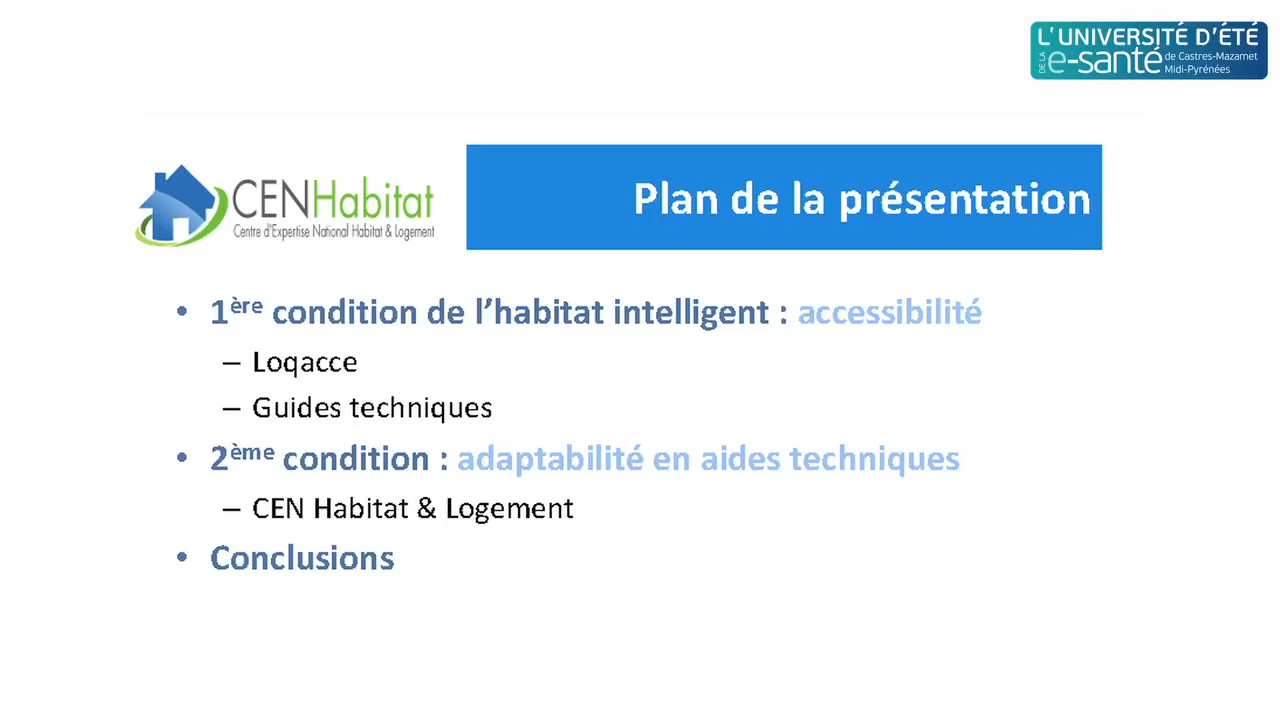 L'UNIVERSITÉ D'ÉTÉ
DE LA e-santé de Castres-Mazamet
Midi-Pyrénées
CENHabitat
Centre d'Expertise National Habitat & Logement
Plan de la présentation
• 1ère condition de l'habitat intelligent : accessibilité
– Loqacce
– Guides techniques
• 2ème condition : adaptabilité en aides techniques
– CEN Habitat & Logement
• Conclusions